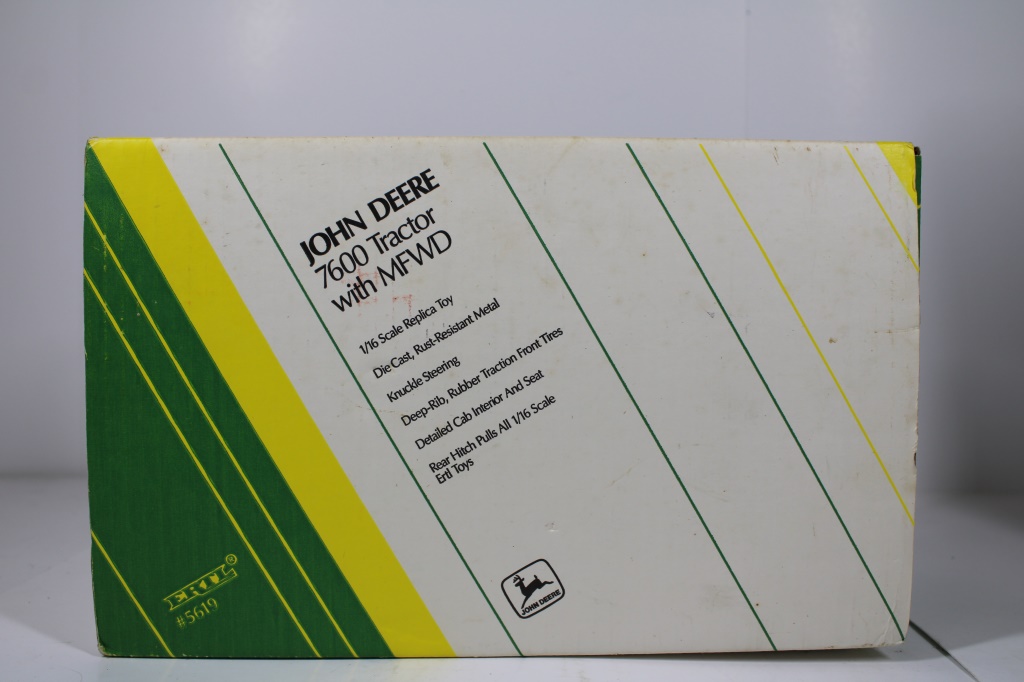 JOHN DEERE
7600 Tractor
with MFWD
1/16 Scale Replica Toy
Die Cast, Rust-Resistant Metal
Knuckle Steering
Deep-Rib, Rubber Traction Front Tires
Detailed Cab Interior And Seat
Rear Hitch Pulls All 1/16 Scale
Ertl Toys
ERTL®
#5619
JOHN DEERE